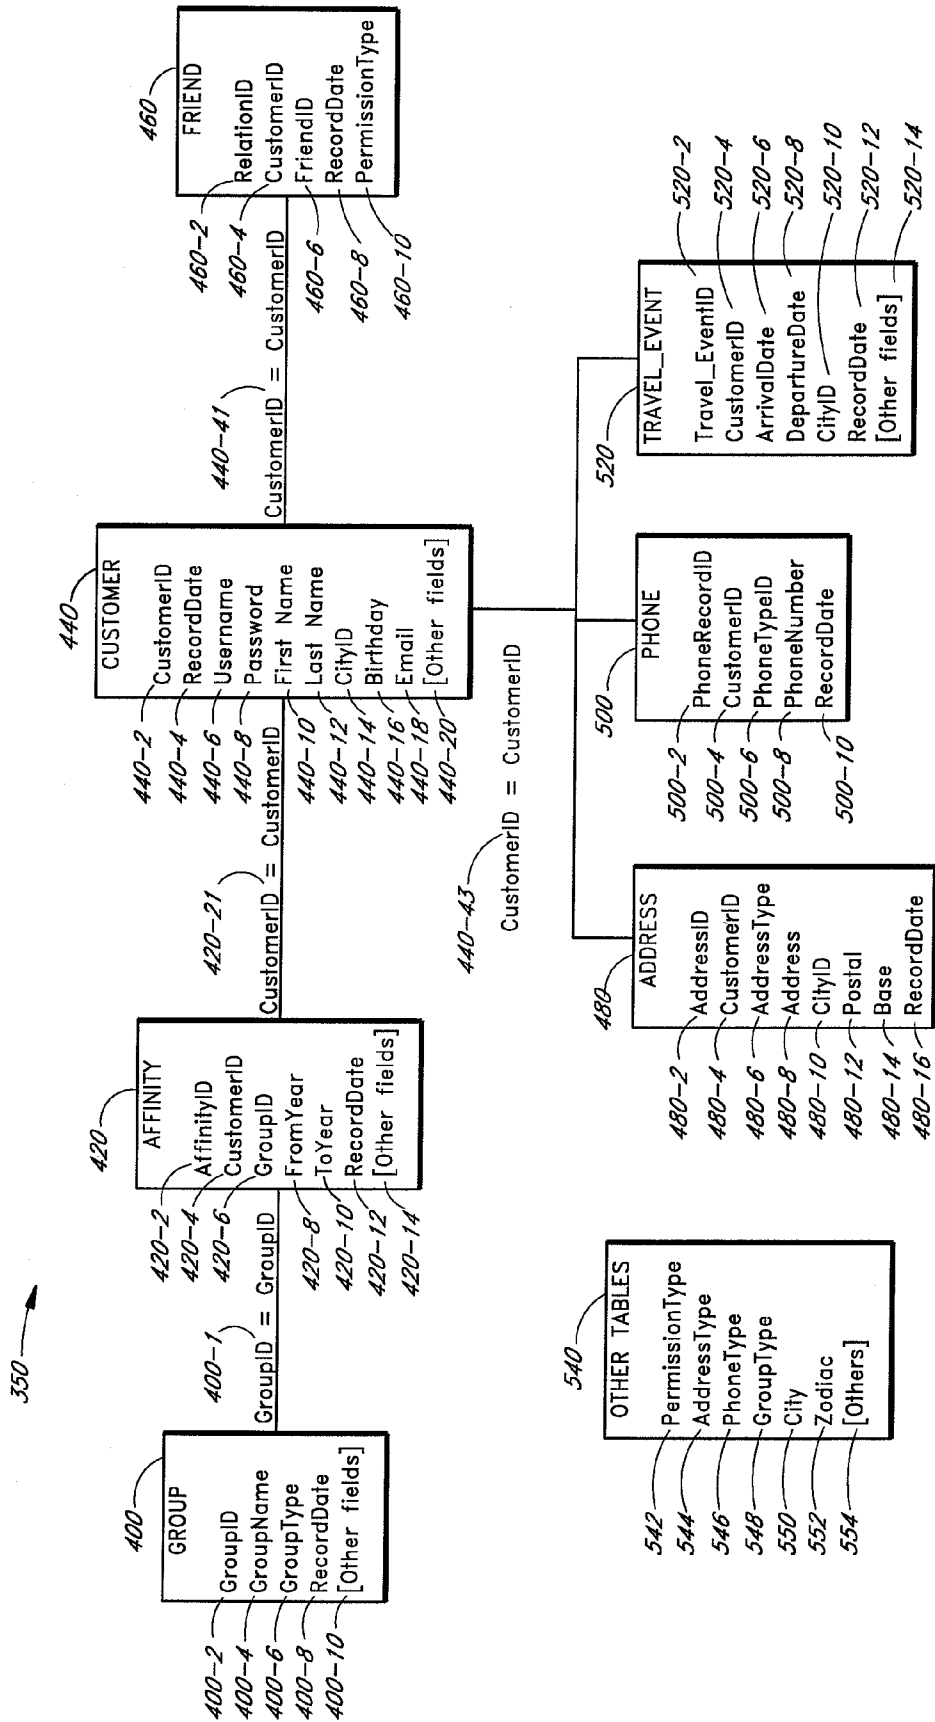 350
400
GROUP
400-2 GroupID
400-4 GroupName
400-6 GroupType
400-8 RecordDate
400-10 [Other fields]
400-1
GroupID = GroupID
420
AFFINITY
420-2 AffinityID
420-4 CustomerID
420-6 GroupID
420-8 FromYear
420-10 ToYear
420-12 RecordDate
420-14 [Other fields]
420-21
CustomerID = CustomerID
440
CUSTOMER
440-2 CustomerID
440-4 RecordDate
440-6 Username
440-8 Password
440-10 First Name
440-12 Last Name
440-14 CityID
440-16 Birthday
440-18 Email
440-20 [Other fields]
440-41
CustomerID = CustomerID
460
FRIEND
460-2 RelationID
460-4 CustomerID
460-6 FriendID
460-8 RecordDate
460-10 PermissionType
440-43
CustomerID = CustomerID
540
OTHER TABLES
542 PermissionType
544 AddressType
546 PhoneType
548 GroupType
550 City
552 Zodiac
554 [Others]
480
ADDRESS
480-2 AddressID
480-4 CustomerID
480-6 AddressType
480-8 Address
480-10 CityID
480-12 Postal
480-14 Base
480-16 RecordDate
500
PHONE
500-2 PhoneRecordID
500-4 CustomerID
500-6 PhoneTypeID
500-8 PhoneNumber
500-10 RecordDate
520
TRAVEL_EVENT
Travel_EventID 520-2
CustomerID 520-4
ArrivalDate 520-6
DepartureDate 520-8
CityID 520-10
RecordDate 520-12
[Other fields] 520-14